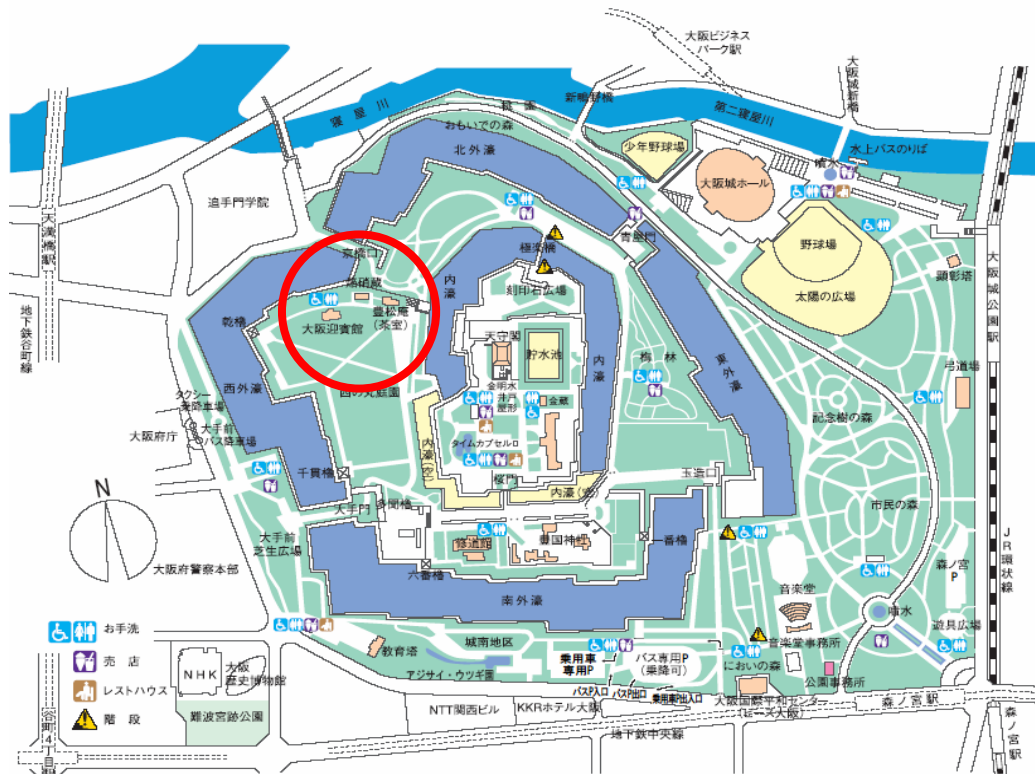 大阪ビジネス
パーク駅
大阪城新橋
新鴫野橋
寝屋川
第二寝屋川
おもいでの森
北外濠
少年野球場
大阪城ホール
水上バスのりば
噴水
追手門学院
天満橋駅
京橋口
青屋門
極楽橋
野球場
太陽の広場
顕彰塔
大阪城公園駅
焔硝蔵
内濠
刻印石広場
豊松庵
(茶室)
大阪迎賓館
乾櫓
地下鉄谷町線
天守閣
貯水池
内濠
梅林
東外濠
弓道場
西の丸庭園
金明水
井戸
屋形
金蔵
西外濠
タクシー
乗降車場
大手前
バス降車場
大阪府庁
記念樹の森
タイムカプセル
内濠(空)
桜門
内濠(空)
玉造口
千貫櫓
多聞櫓
大手門
市民の森
N
大手前
芝生広場
修道館
豊国神社
一番櫓
JR環状線
大阪府警察本部
六番櫓
南外濠
音楽堂
森ノ宮
P
噴水
遊具広場
お手洗
城南地区
音楽堂事務所
教育塔
乗用車
専用P
バス専用P
(乗降可)
においの森
公園事務所
売店
NHK
大阪
歴史博物館
アジサイ・ウツギ園
バスP入口
バスP出口
乗用車P出入口
大阪国際平和センター
(ピース大阪)
レストハウス
森ノ宮駅
階段
難波宮跡公園
NTT関西ビル
KKRホテル大阪
地下鉄中央線
谷町4
森ノ宮駅